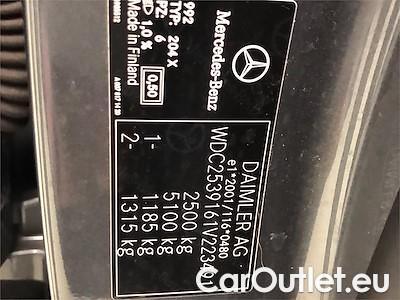 Mercedes-Benz
992
TYP: 204 X
PZ: 6
1,0 %
Made in Finland
0,50
DAIMLER AG
e1*2001/116*0480
2500 kg
5100 kg
1- 1185 kg
2- 1315 kg
CarOutlet.eu